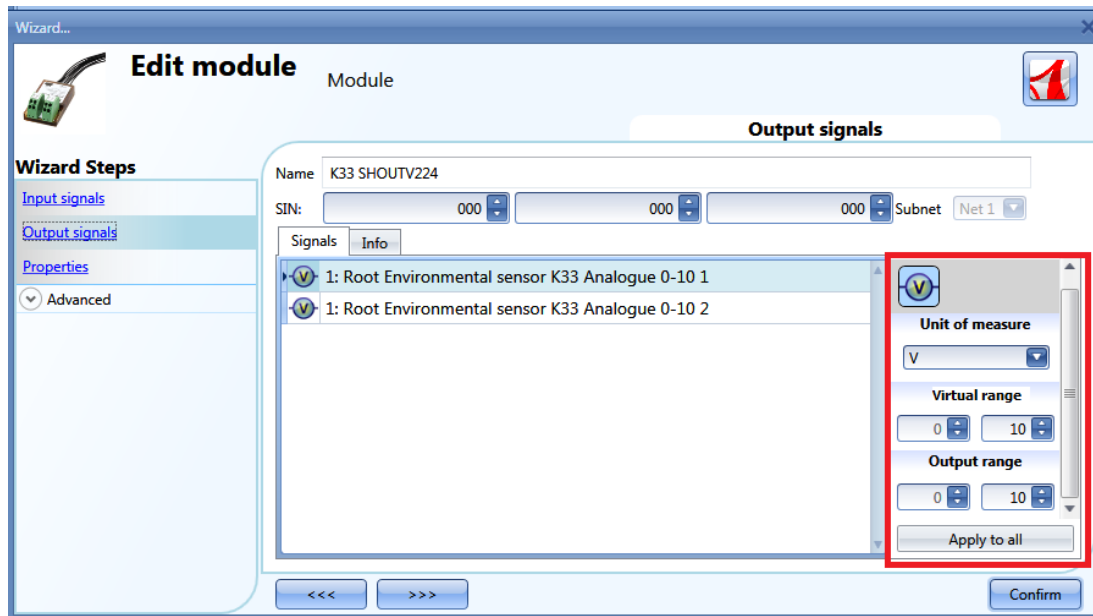 Wizard...
Edit module
Module
Output signals
Wizard Steps
Input signals
Output signals
Properties
Advanced
Name K33 SHOUTV224
SIN: 000 000 000 Subnet Net 1
Signals Info
V 1: Root Environmental sensor K33 Analogue 0-10 1
V 1: Root Environmental sensor K33 Analogue 0-10 2
V
Unit of measure
V
Virtual range
0 10
Output range
0 10
Apply to all
<<< >>> Confirm